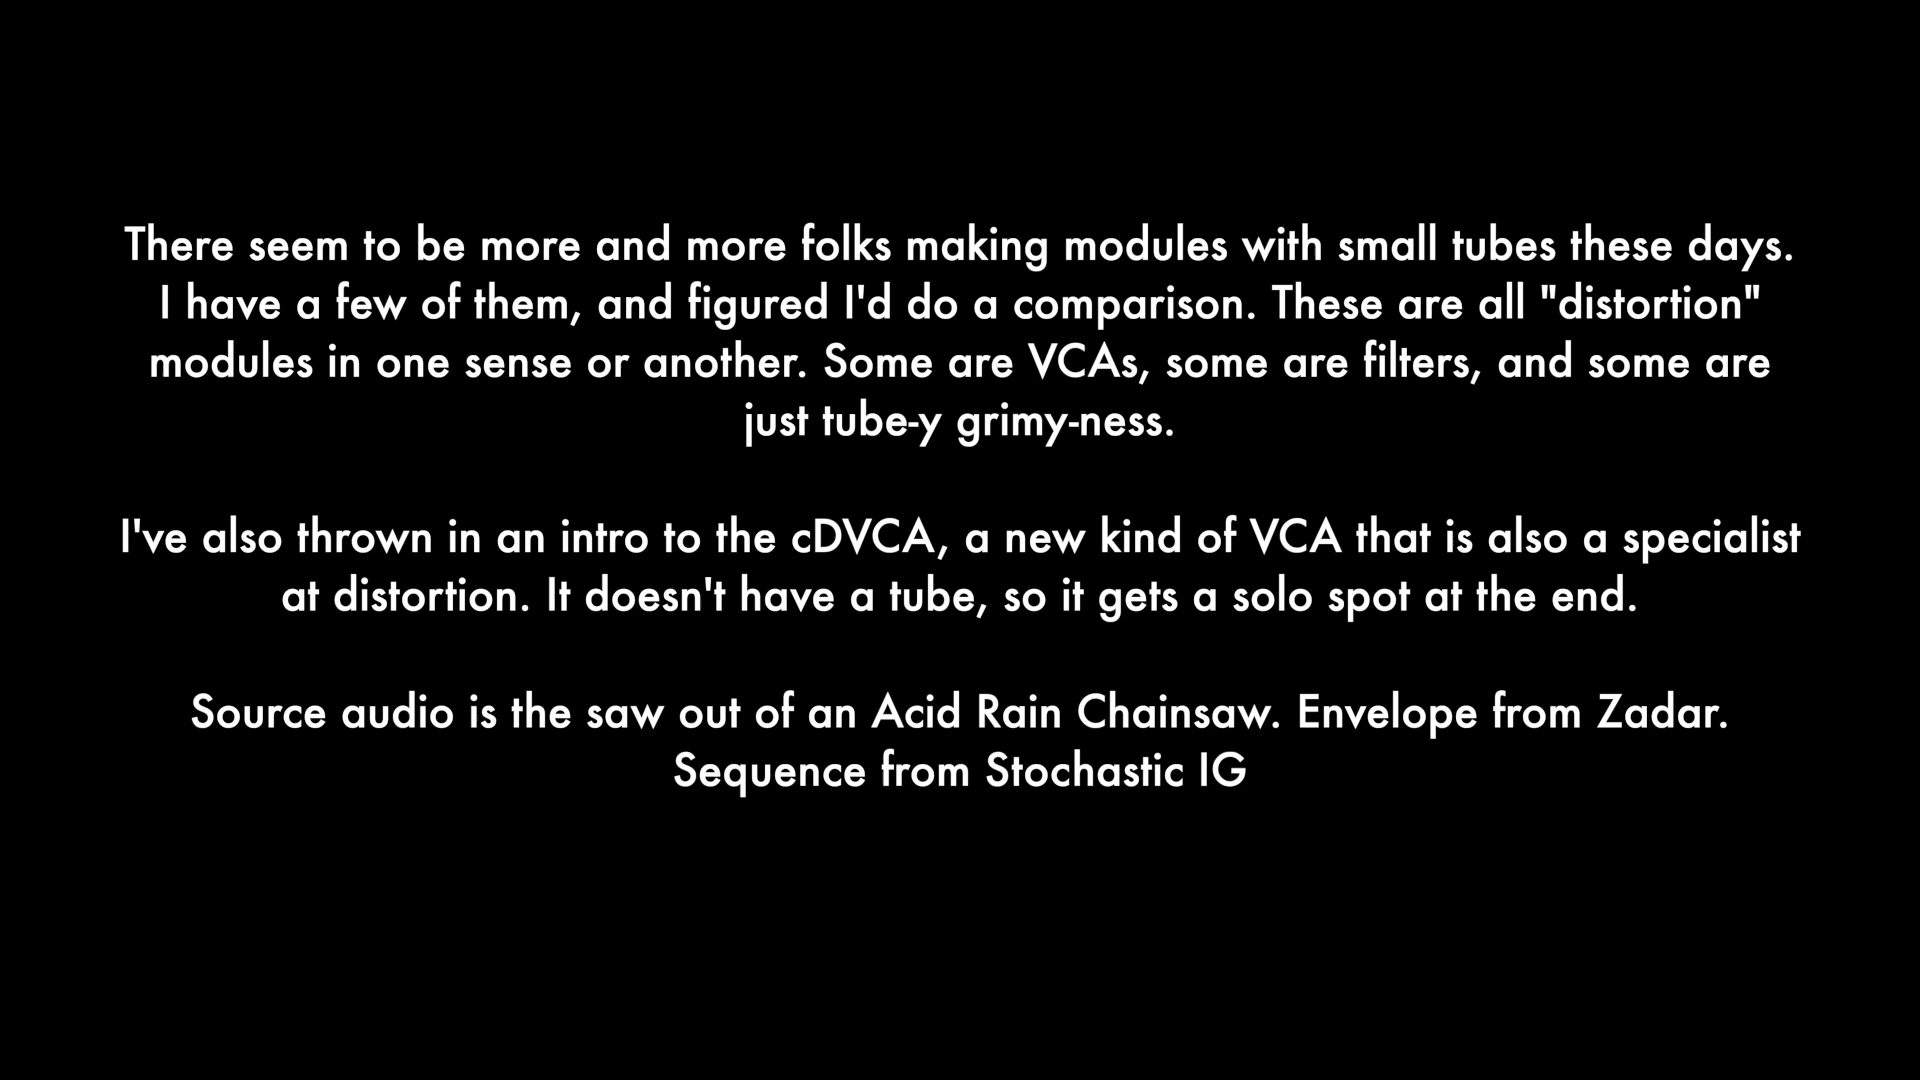 There seem to be more and more folks making modules with small tubes these days.
I have a few of them, and figured I'd do a comparison. These are all "distortion"
modules in one sense or another. Some are VCAs, some are filters, and some are
just tube-y grimy-ness.
I've also thrown in an intro to the cDVCA, a new kind of VCA that is also a specialist
at distortion. It doesn't have a tube, so it gets a solo spot at the end.
Source audio is the saw out of an Acid Rain Chainsaw. Envelope from Zadar.
Sequence from Stochastic IG